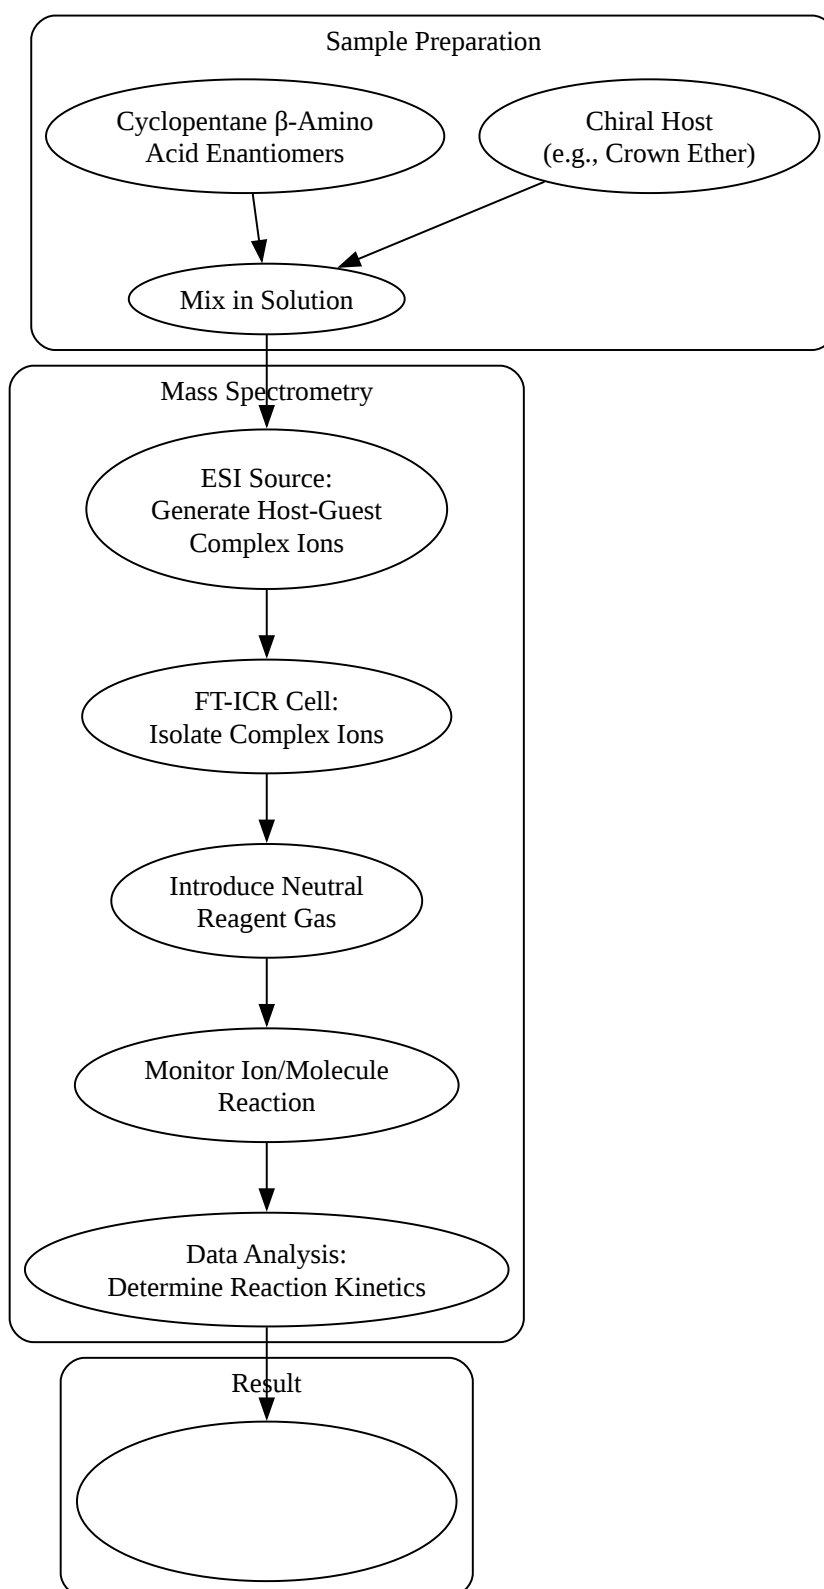 Sample Preparation
Cyclopentane β-Amino
Acid Enantiomers
Chiral Host
(e.g., Crown Ether)
Mix in Solution
Mass Spectrometry
ESI Source:
Generate Host-Guest
Complex Ions
FT-ICR Cell:
Isolate Complex Ions
Introduce Neutral
Reagent Gas
Monitor Ion/Molecule
Reaction
Data Analysis:
Determine Reaction Kinetics
Result